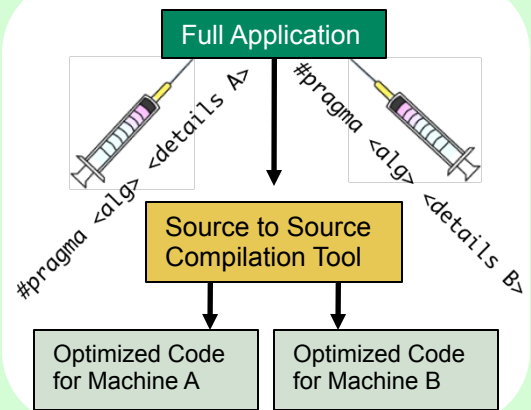 Full Application
#pragma <alg> <details A>
#pragma <alg> <details B>
Source to Source
Compilation Tool
Optimized Code
for Machine A
Optimized Code
for Machine B